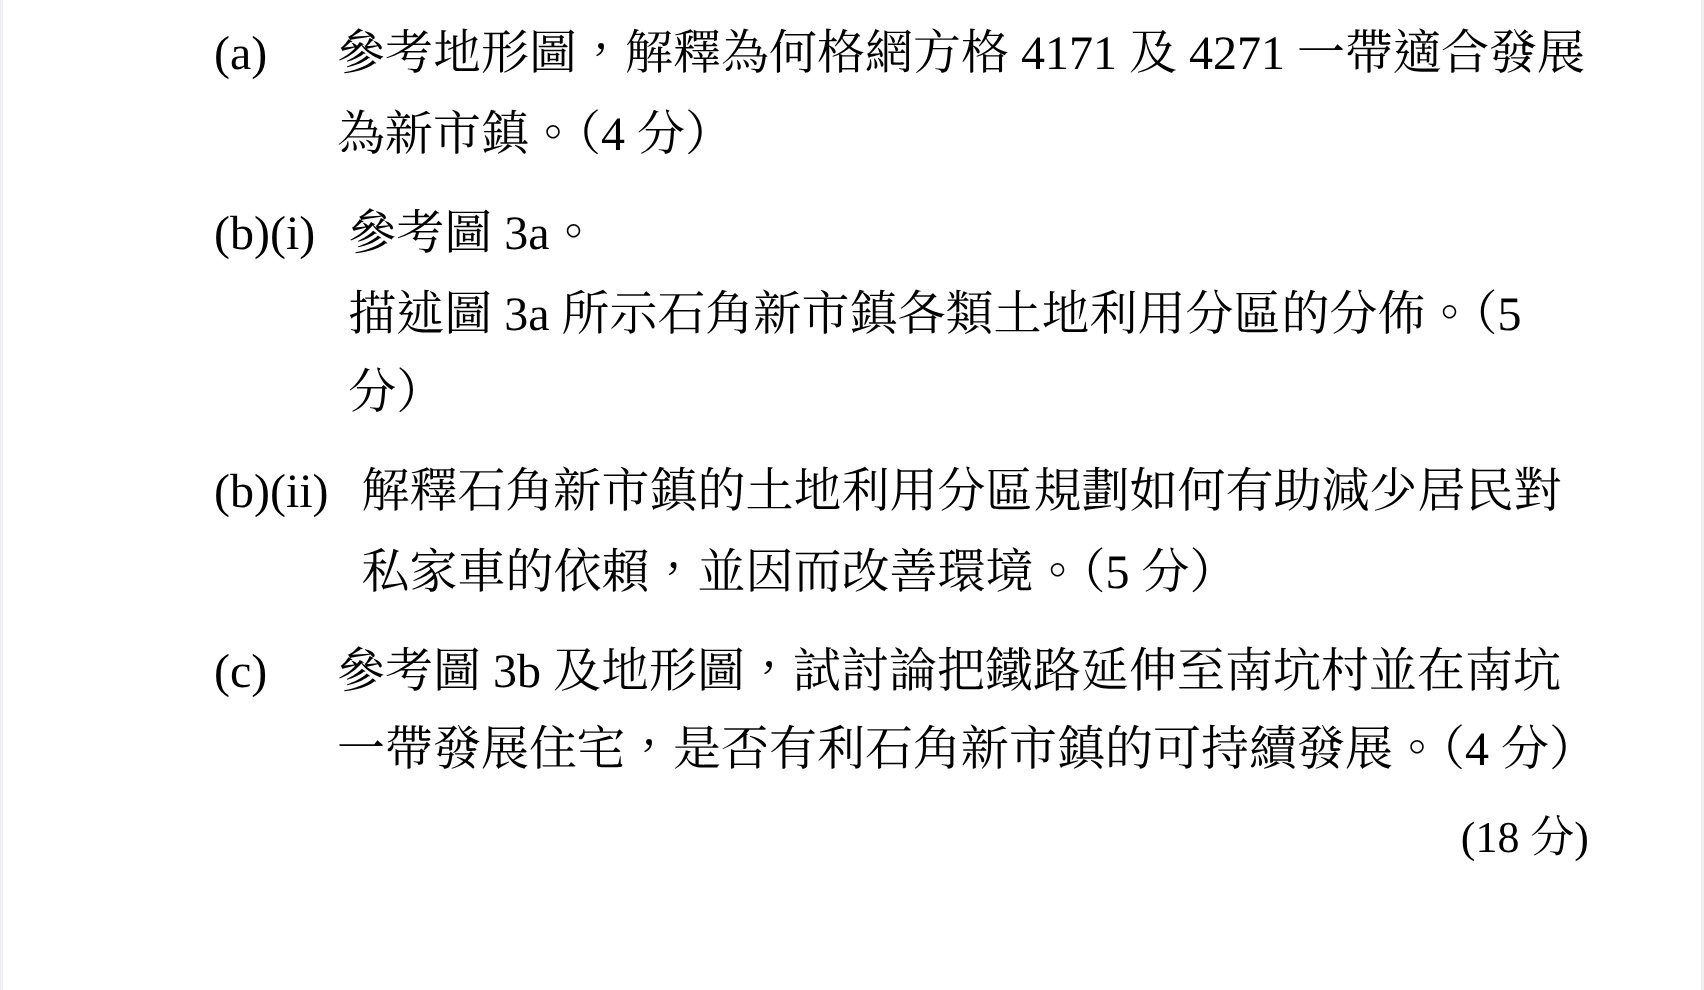 (a) 參考地形圖，解釋為何格網方格 4171 及 4271 一帶適合發展
為新市鎮。（4 分）
(b)(i) 參考圖 3a。
描述圖 3a 所示石角新市鎮各類土地利用分區的分佈。（5
分）
(b)(ii) 解釋石角新市鎮的土地利用分區規劃如何有助減少居民對
私家車的依賴，並因而改善環境。（5 分）
(c) 參考圖 3b 及地形圖，試討論把鐵路延伸至南坑村並在南坑
一帶發展住宅，是否有利石角新市鎮的可持續發展。（4 分）
(18 分)